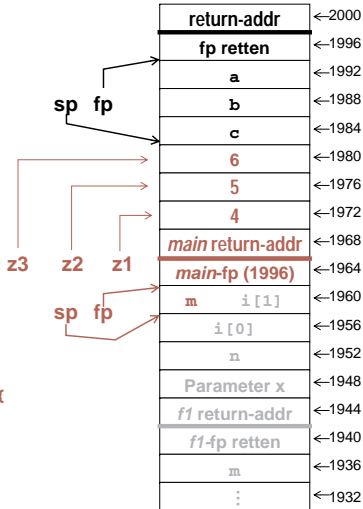 return-addr ←2000
fp retten ←1996
a ←1992
b ←1988
sp fp c ←1984
6 ←1980
5 ←1976
4 ←1972
z3 z2 z1 main return-addr ←1968
main-fp (1996) ←1964
sp fp m i[1] ←1960
i[0] ←1956
n ←1952
Parameter x ←1948
f1 return-addr ←1944
f1-fp retten ←1940
m ←1936
⋮ ←1932